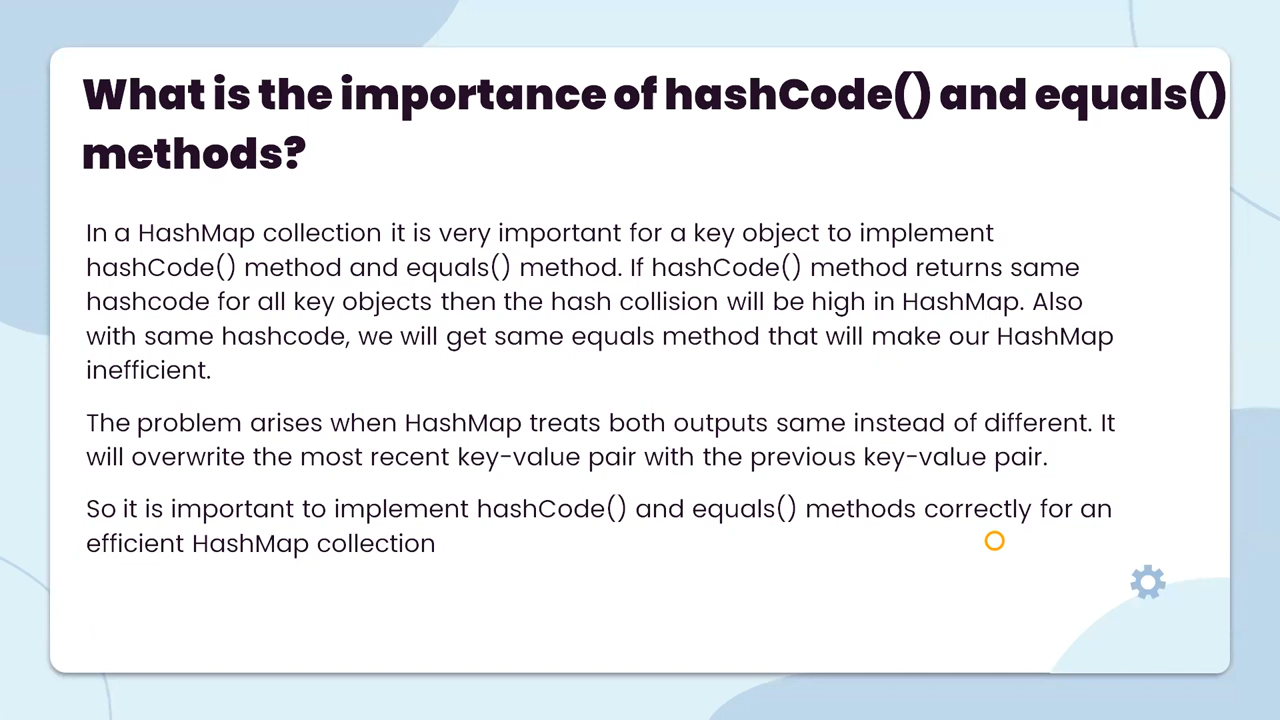 What is the importance of hashCode() and equals()
methods?
In a HashMap collection it is very important for a key object to implement
hashCode() method and equals() method. If hashCode() method returns same
hashcode for all key objects then the hash collision will be high in HashMap. Also
with same hashcode, we will get same equals method that will make our HashMap
inefficient.
The problem arises when HashMap treats both outputs same instead of different. It
will overwrite the most recent key-value pair with the previous key-value pair.
So it is important to implement hashCode() and equals() methods correctly for an
efficient HashMap collection